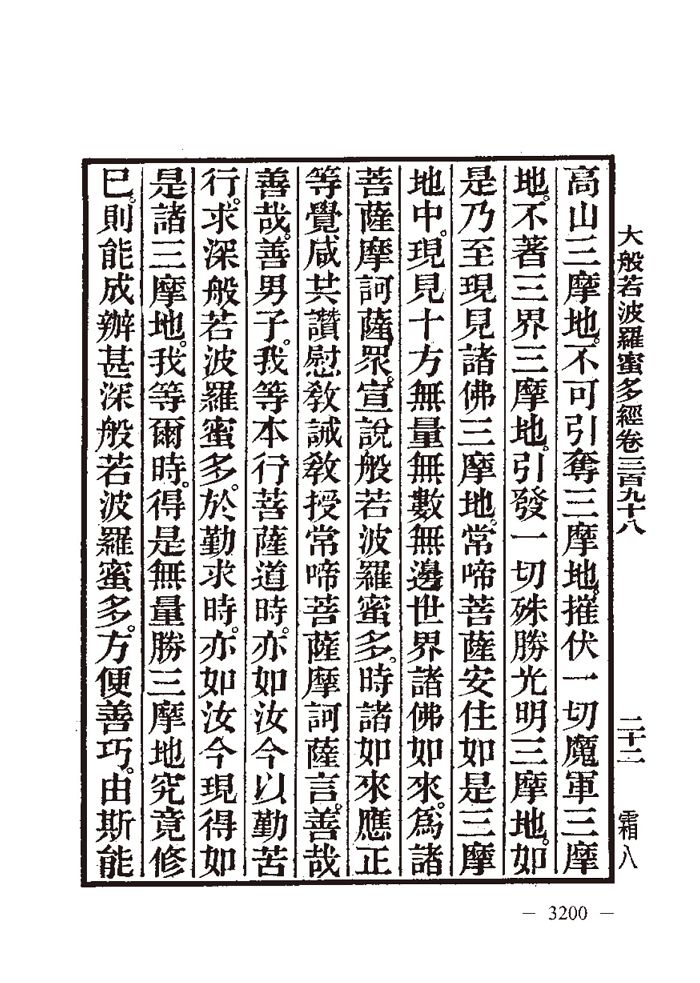 大般若波羅蜜多經卷三百九十八 二十二 霜八
高山三摩地。不可引奪三摩地。摧伏一切魔軍三摩
地。不著三界三摩地。引發一切殊勝光明三摩地。如
是乃至現見諸佛三摩地。常啼菩薩安住如是三摩
地中。現見十方無量無數無邊世界諸佛如來。爲諸
菩薩摩訶薩眾。宣說般若波羅蜜多。時諸如來應正
等覺咸共讚慰教誡教授常啼菩薩摩訶薩言。善哉
善哉。善男子。我等本行菩薩道時。亦如汝今以勤苦
行。求深般若波羅蜜多。於勤求時。亦如汝今現得如
是諸三摩地。我等爾時。得是無量勝三摩地究竟修
已。則能成辦甚深般若波羅蜜多。方便善巧。由斯能
— 3200 —